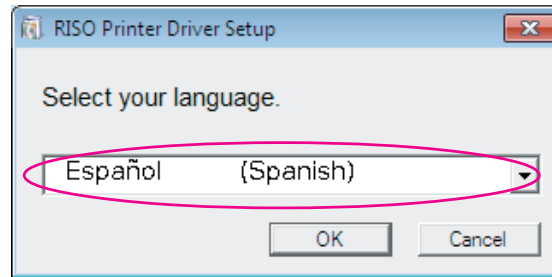 RISO Printer Driver Setup
Select your language.
Español (Spanish)
OK Cancel